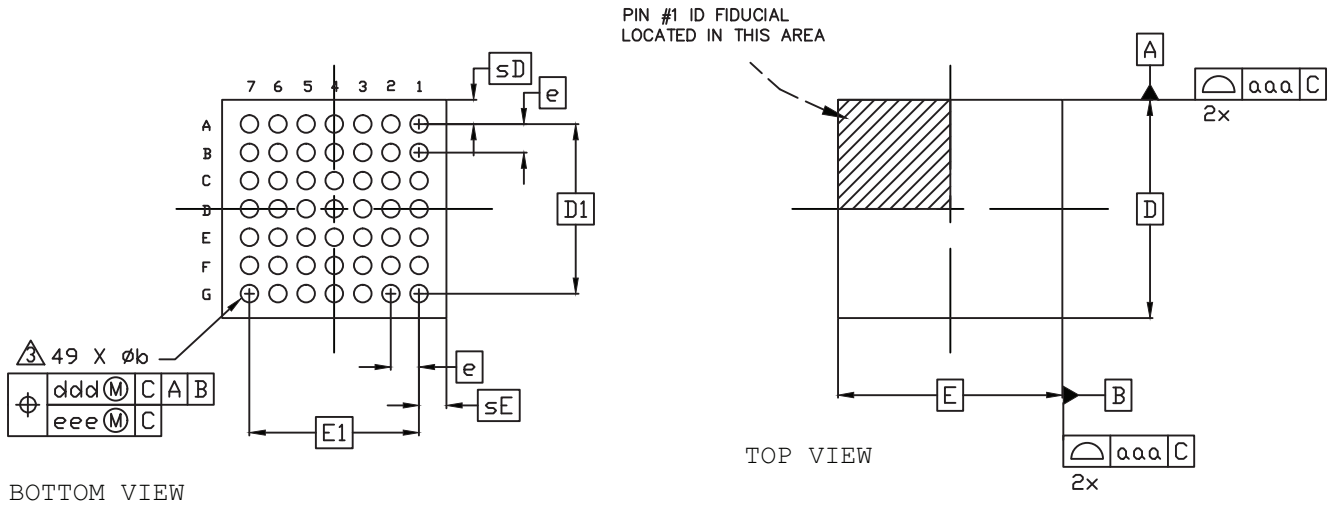 PIN #1 ID FIDUCIAL
LOCATED IN THIS AREA
sD
e
7 6 5 4 3 2 1
A
B
C
D
E
F
G
D1
3 49 X Øb
ddd Ⓜ C A B
eee Ⓜ C
e
sE
E1
BOTTOM VIEW
A
aaa C
2x
D
E
B
aaa C
2x
TOP VIEW